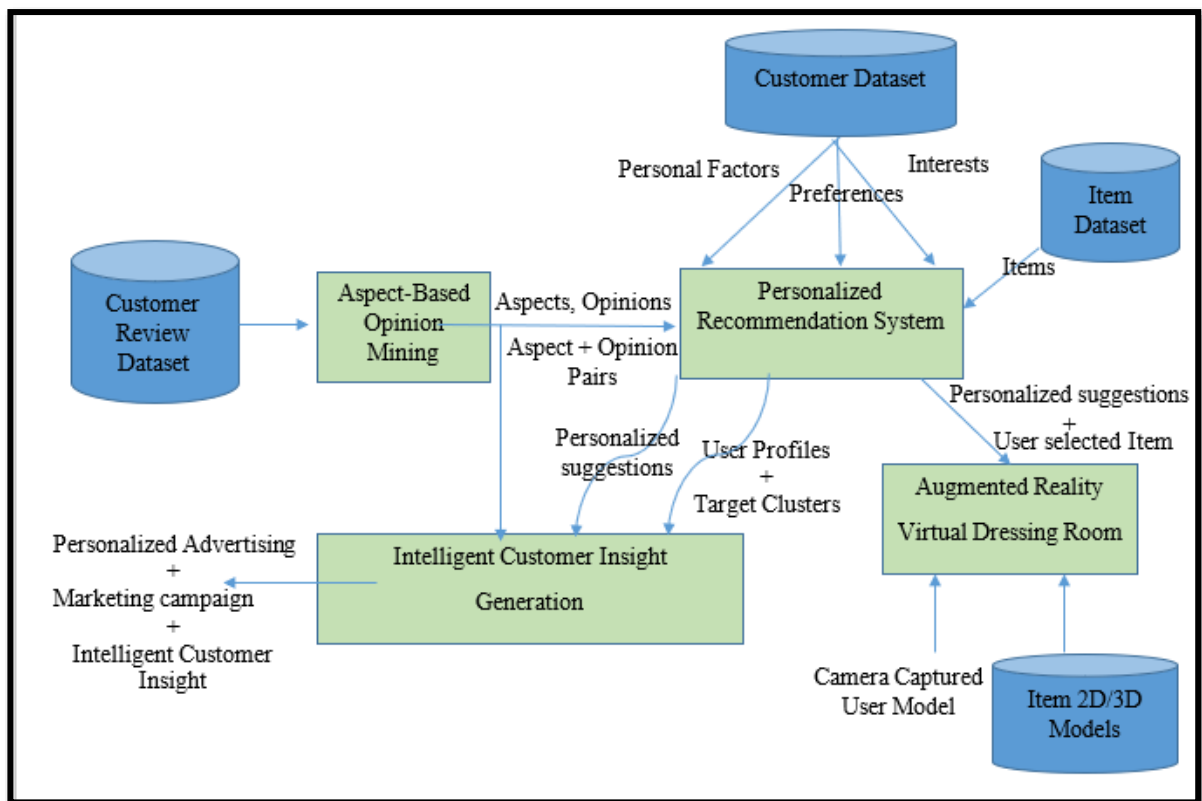 Customer Dataset
Personal Factors
Preferences
Interests
Item
Dataset
Items
Customer
Review
Dataset
Aspect-Based
Opinion
Mining
Aspects, Opinions
Aspect + Opinion
Pairs
Personalized
Recommendation System
Personalized
suggestions
User Profiles
+
Target Clusters
Personalized suggestions
+
User selected Item
Augmented Reality
Virtual Dressing Room
Intelligent Customer Insight
Generation
Personalized Advertising
+
Marketing campaign
+
Intelligent Customer
Insight
Camera Captured
User Model
Item 2D/3D
Models